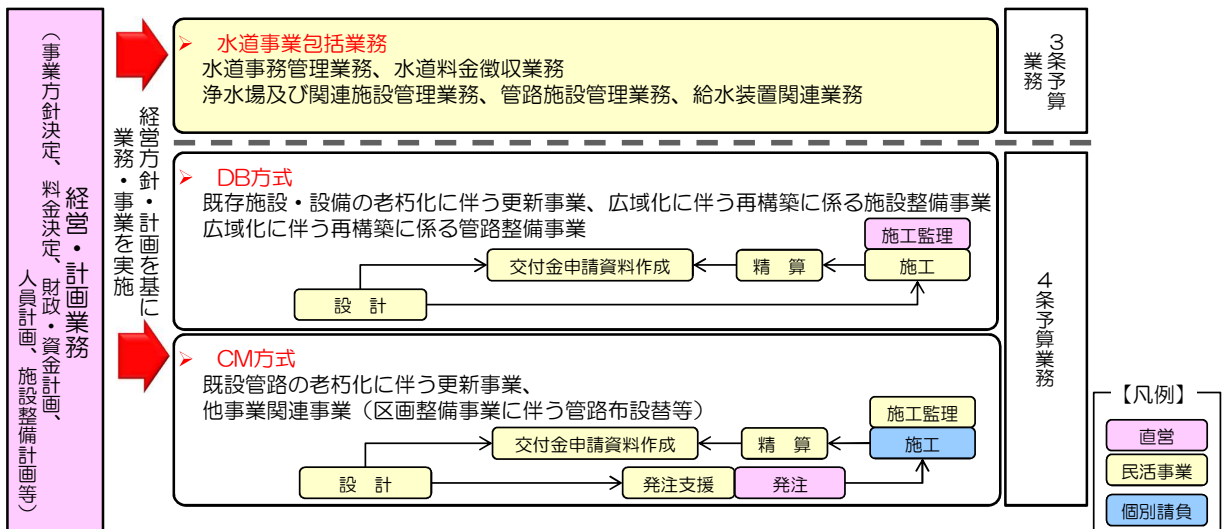 経営・計画業務
（事業方針決定、料金決定、財政・資金計画、
人員計画、施設整備計画等）
経営方針・計画を基に
業務・事業を実施
➢ 水道事業包括業務
水道事務管理業務、水道料金徴収業務
浄水場及び関連施設管理業務、管路施設管理業務、給水装置関連業務
3条予算
業務
➢ DB方式
既存施設・設備の老朽化に伴う更新事業、広域化に伴う再構築に係る施設整備事業
広域化に伴う再構築に係る管路整備事業
施工監理
交付金申請資料作成
精 算
施工
設 計
4条予算業務
➢ CM方式
既設管路の老朽化に伴う更新事業、
他事業関連事業（区画整備事業に伴う管路布設替等）
施工監理
交付金申請資料作成
精 算
施工
設 計
発注支援
発注
【凡例】
直営
民活事業
個別請負